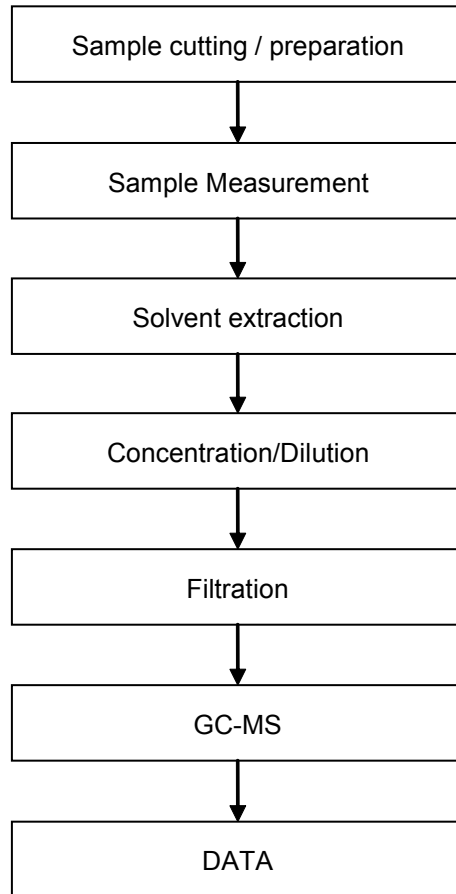 Sample cutting / preparation
Sample Measurement
Solvent extraction
Concentration/Dilution
Filtration
GC-MS
DATA